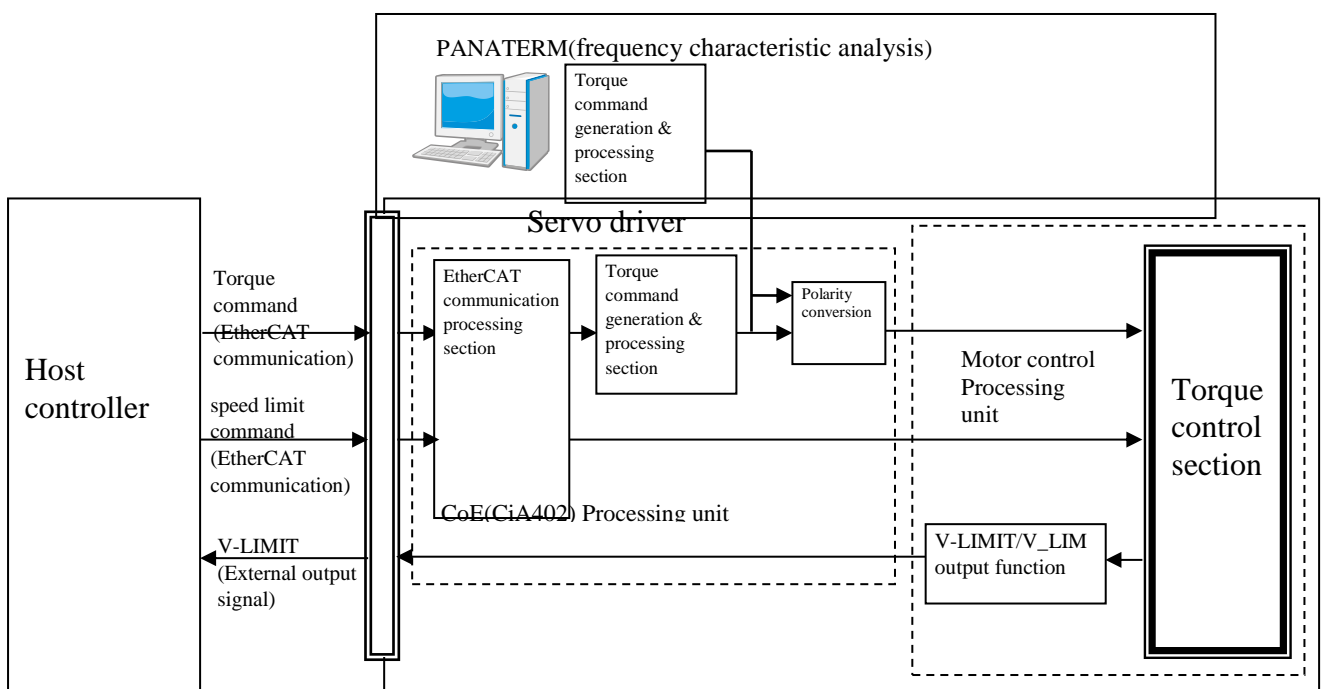 PANATERM(frequency characteristic analysis)
Torque
command
generation &
processing
section
Servo driver
Host
controller
Torque
command
(EtherCAT
communication)
speed limit
command
(EtherCAT
communication)
V-LIMIT
(External output
signal)
EtherCAT
communication
processing
section
Torque
command
generation &
processing
section
Polarity
conversion
CoE(CiA402) Processing unit
Motor control
Processing
unit
V-LIMIT/V_LIM
output function
Torque
control
section